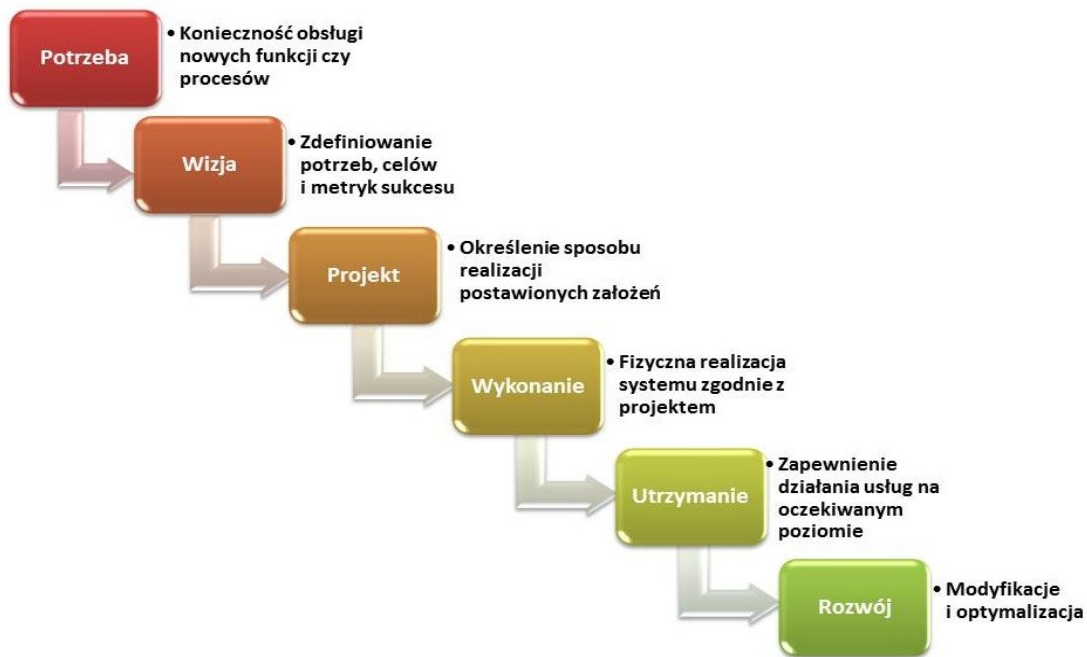 Potrzeba
• Konieczność obsługi
nowych funkcji czy
procesów
Wizja
• Zdefiniowanie
potrzeb, celów
i metryk sukcesu
Projekt
• Określenie sposobu
realizacji
postawionych założeń
Wykonanie
• Fizyczna realizacja
systemu zgodnie z
projektem
Utrzymanie
• Zapewnienie
działania usług na
oczekiwanym
poziomie
Rozwój
• Modyfikacje
i optymalizacja